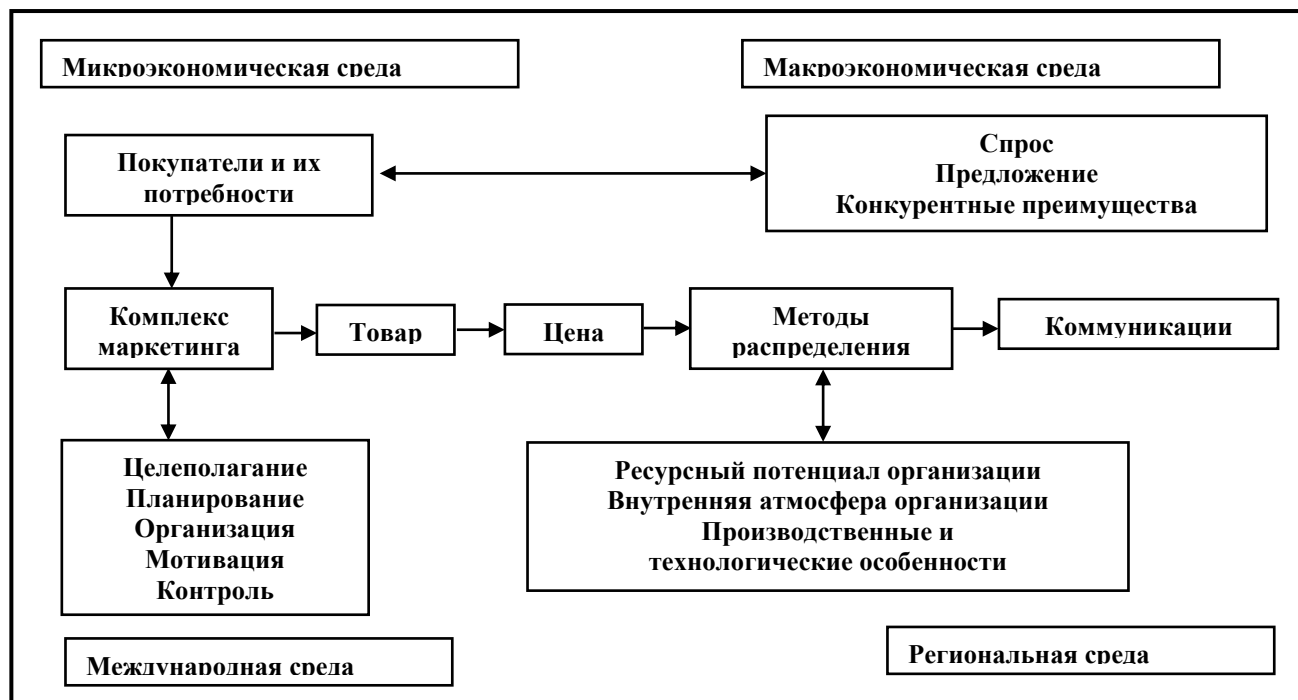 Микроэкономическая среда
Макроэкономическая среда
Покупатели и их
потребности
Спрос
Предложение
Конкурентные преимущества
Комплекс
маркетинга
Товар
Цена
Методы
распределения
Коммуникации
Целеполагание
Планирование
Организация
Мотивация
Контроль
Ресурсный потенциал организации
Внутренняя атмосфера организации
Производственные и
технологические особенности
Международная среда
Региональная среда